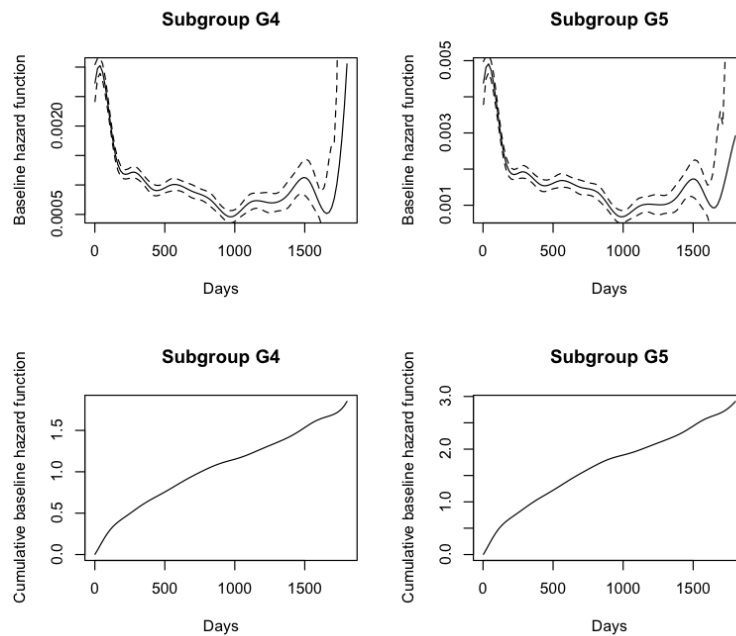 Subgroup G4
Baseline hazard function
0.0020
0.0005
0 500 1000 1500
Days
Subgroup G5
Baseline hazard function
0.005
0.003
0.001
0 500 1000 1500
Days
Subgroup G4
Cumulative baseline hazard function
1.5
1.0
0.5
0.0
0 500 1000 1500
Days
Subgroup G5
Cumulative baseline hazard function
3.0
2.0
1.0
0.0
0 500 1000 1500
Days